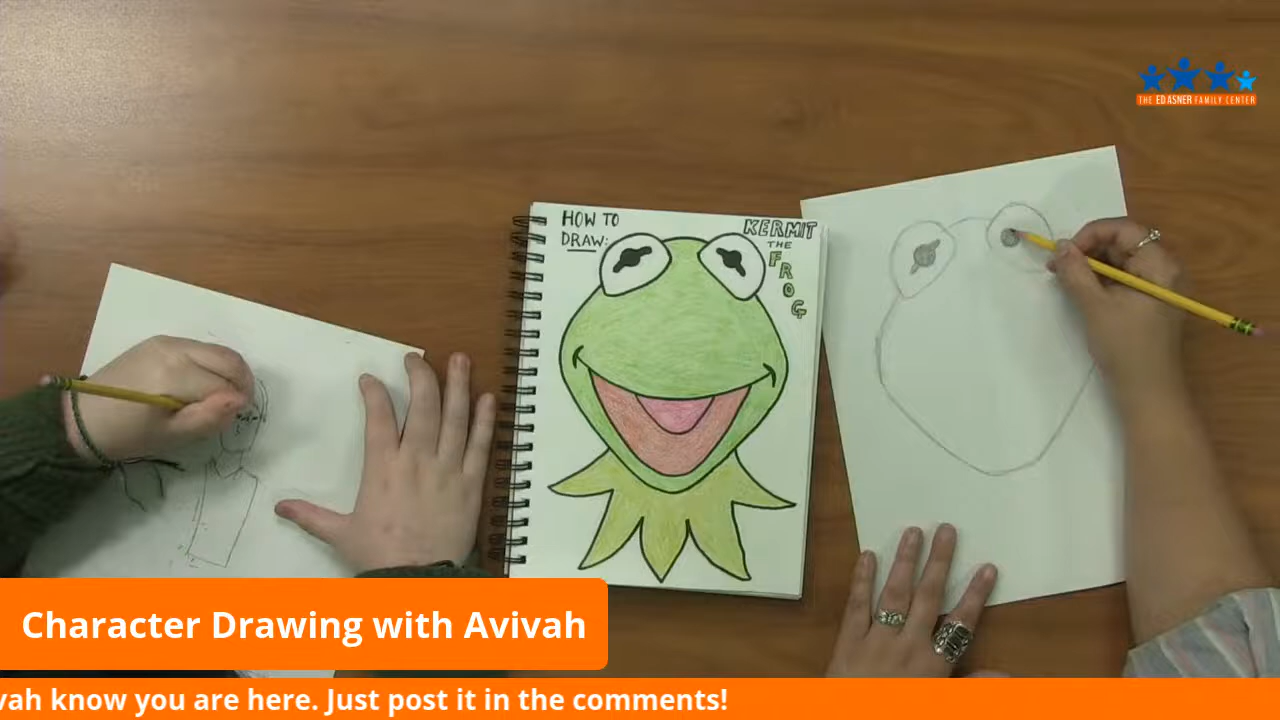 THE ED ASNER FAMILY CENTER
HOW TO
DRAW:
KERMIT
THE
FROG
Character Drawing with Avivah
vah know you are here. Just post it in the comments!